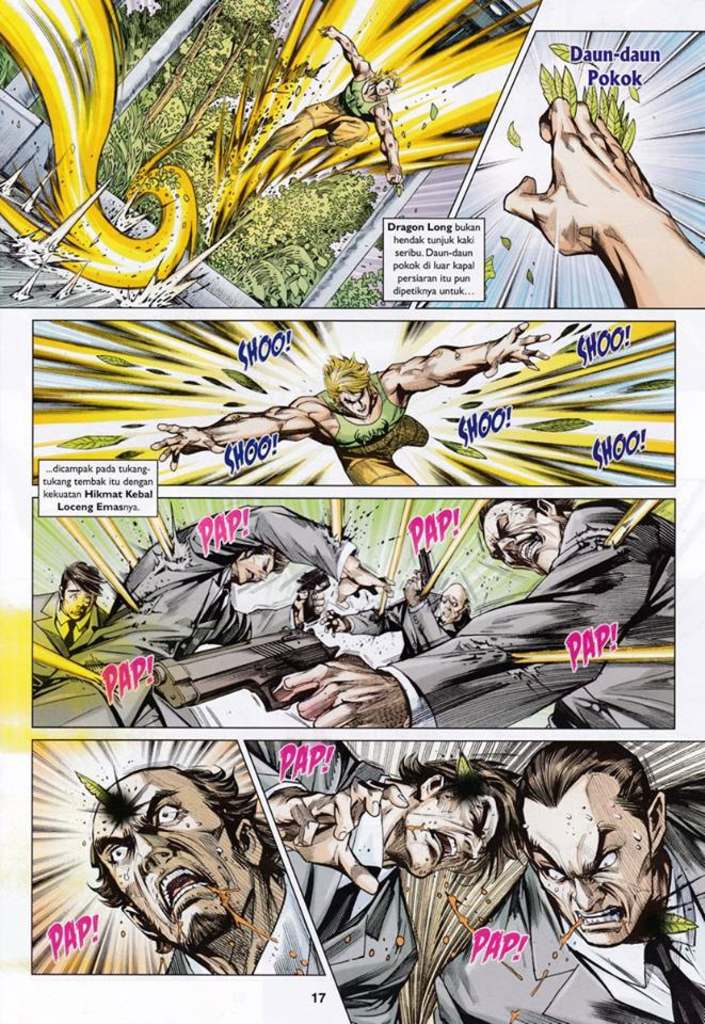 Daun-daun
Pokok
Dragon Long bukan
hendak tunjuk kaki
seribu. Daun-daun
pokok di luar kapal
persiaran itu pun
dipetiknya untuk...
SHOO!
SHOO!
SHOO!
SHOO!
SHOO!
...dicampak pada tukang-
tukang tembak itu dengan
kekuatan Hikmat Kebal
Loceng Emasnya.
PAP!
PAP!
PAP!
PAP!
PAP!
PAP!
PAP!
17